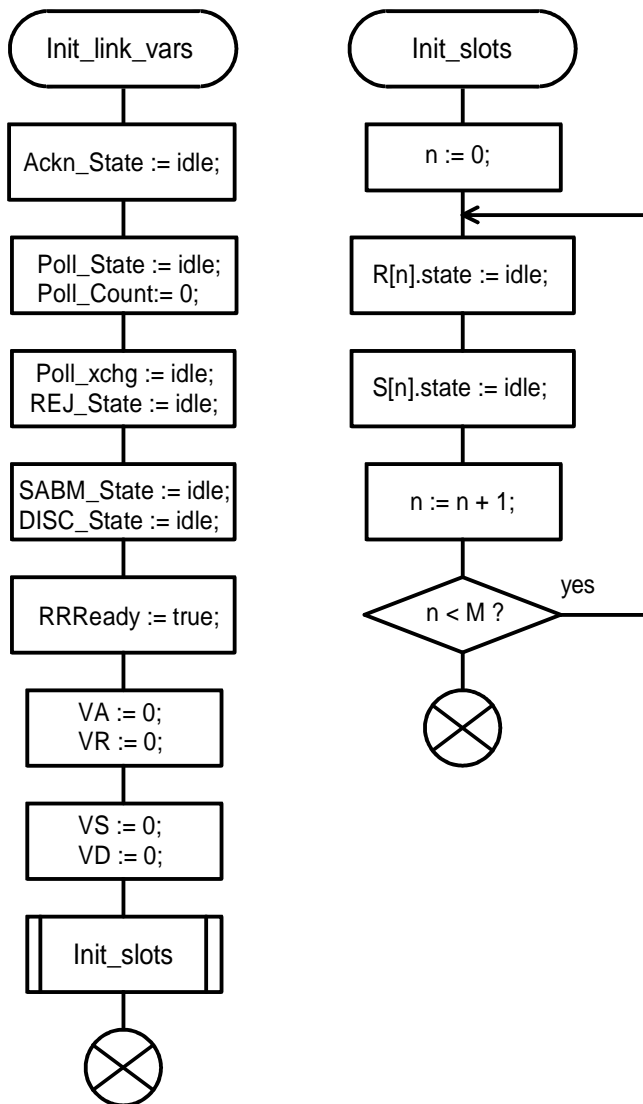 Init_link_vars
Ackn_State := idle;
Poll_State := idle;
Poll_Count:= 0;
Poll_xchg := idle;
REJ_State := idle;
SABM_State := idle;
DISC_State := idle;
RRReady := true;
VA := 0;
VR := 0;
VS := 0;
VD := 0;
Init_slots
Init_slots
n := 0;
R[n].state := idle;
S[n].state := idle;
n := n + 1;
n < M ?
yes